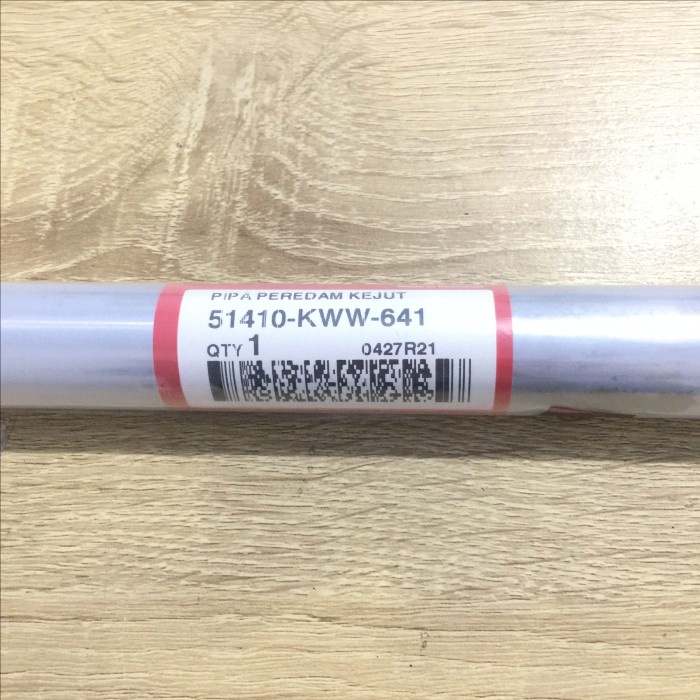 PIPA PEREDAM KEJUT
51410-KWW-641
QTY 1 0427R21